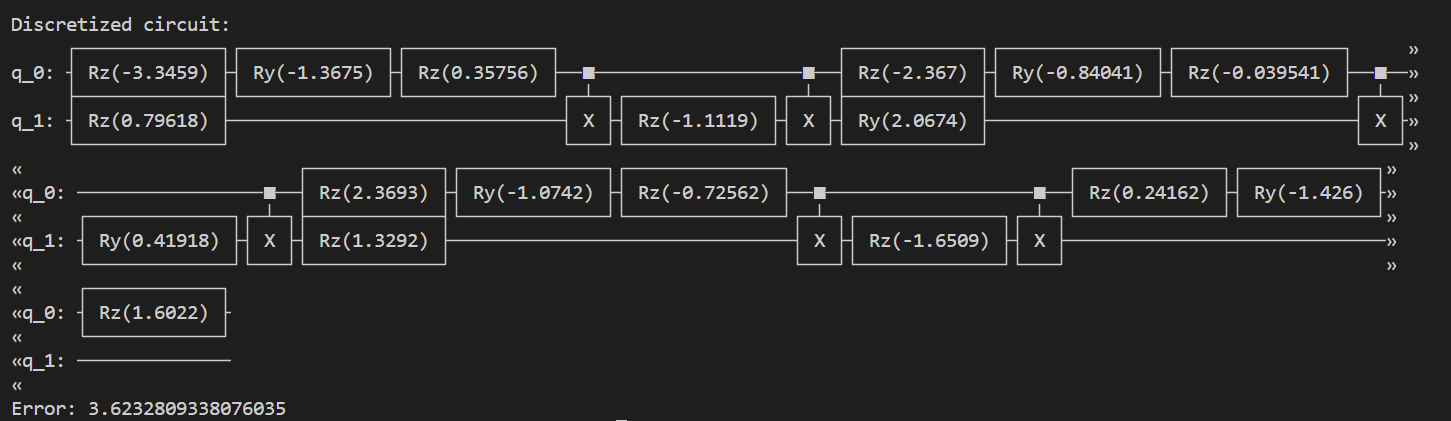 Discretized circuit:
»
q_0: Rz(-3.3459) Ry(-1.3675) Rz(0.35756) ■ ■ Rz(-2.367) Ry(-0.84041) Rz(-0.039541) ■ »
»
q_1: Rz(0.79618) X Rz(-1.1119) X Ry(2.0674) X »
»
« »
«q_0: ■ Rz(2.3693) Ry(-1.0742) Rz(-0.72562) ■ ■ Rz(0.24162) Ry(-1.426) »
« »
«q_1: Ry(0.41918) X Rz(1.3292) X Rz(-1.6509) X »
« »
«
«q_0: Rz(1.6022)
«
«q_1:
«
Error: 3.6232809338076035